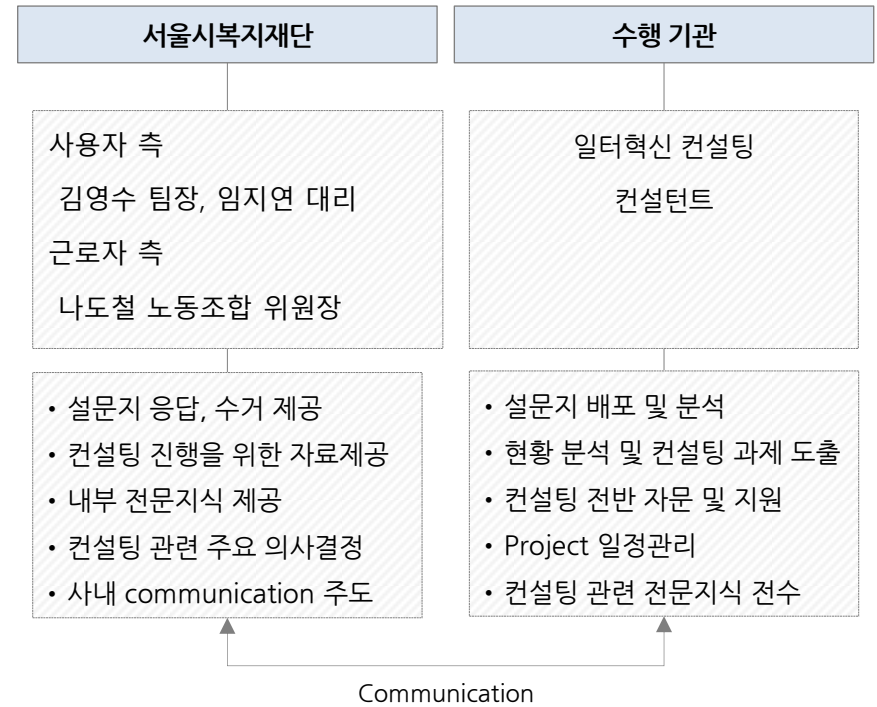 서울시복지재단
사용자 측
김영수 팀장, 임지연 대리
근로자 측
나도철 노동조합 위원장
• 설문지 응답, 수거 제공
• 컨설팅 진행을 위한 자료제공
• 내부 전문지식 제공
• 컨설팅 관련 주요 의사결정
• 사내 communication 주도
수행 기관
일터혁신 컨설팅
컨설턴트
• 설문지 배포 및 분석
• 현황 분석 및 컨설팅 과제 도출
• 컨설팅 전반 자문 및 지원
• Project 일정관리
• 컨설팅 관련 전문지식 전수
Communication